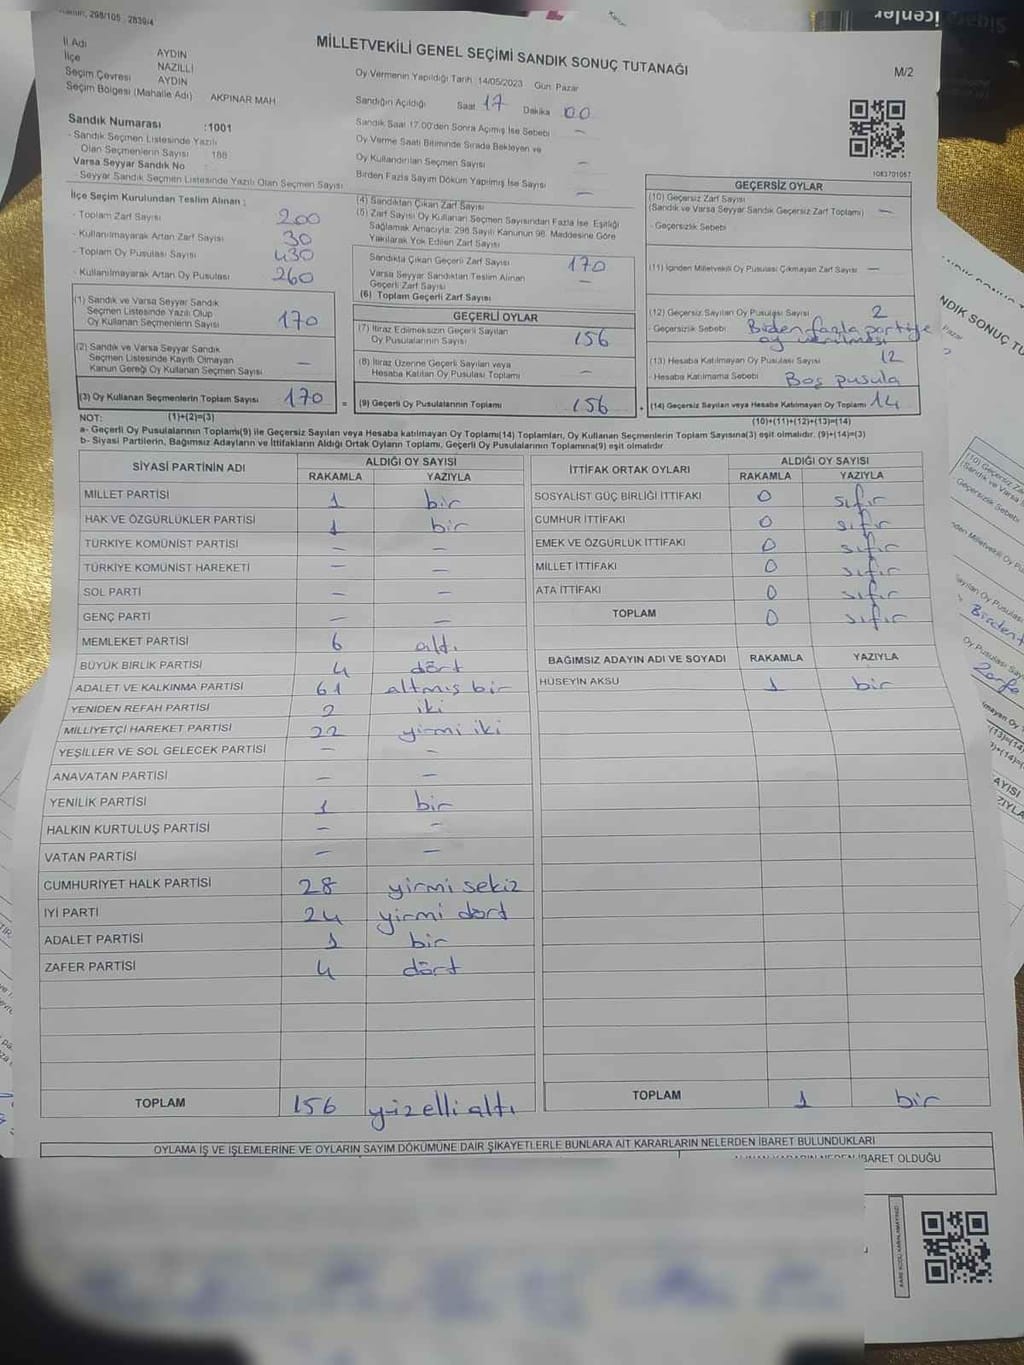 298/105 2839/4
MİLLETVEKİLİ GENEL SEÇİMİ SANDIK SONUÇ TUTANAĞI
M/2
İl Adı AYDIN
İlçe NAZİLLİ
Seçim Çevresi AYDIN
Seçim Bölgesi (Mahalle Adı) AKPINAR MAH.
Oy Vermenin Yapıldığı Tarih :14/05/2023 Gün: Pazar
Sandığın Açıldığı Saat 17 Dakika 00
Sandık Saat 17.00'den Sonra Açılmış İse Sebebi —
Oy Verme Saati Bitiminde Sırada Bekleyen ve
Oy Kullandırılan Seçmen Sayısı —
Birden Fazla Sayım Döküm Yapılmış İse Sayısı —
1083701067
Sandık Numarası :1001
- Sandık Seçmen Listesinde Yazılı
Olan Seçmenlerin Sayısı : 188
Varsa Seyyar Sandık No :
- Seyyar Sandık Seçmen Listesinde Yazılı Olan Seçmen Sayısı
İlçe Seçim Kurulundan Teslim Alınan ;
- Toplam Zarf Sayısı 200
- Kullanılmayarak Artan Zarf Sayısı 30
- Toplam Oy Pusulası Sayısı 430
- Kullanılmayarak Artan Oy Pusulası 260
(1) Sandık ve Varsa Seyyar Sandık
Seçmen Listesinde Yazılı Olup
Oy Kullanan Seçmenlerin Sayısı 170
(2) Sandık ve Varsa Seyyar Sandık
Seçmen Listesinde Kayıtlı Olmayan
Kanun Gereği Oy Kullanan Seçmen Sayısı —
(3) Oy Kullanan Seçmenlerin Toplam Sayısı 170
(4) Sandıktan Çıkan Zarf Sayısı
(5) Zarf Sayısı Oy Kullanan Seçmen Sayısından Fazla İse, Eşitliği
Sağlamak Amacıyla; 298 Sayılı Kanunun 98. Maddesine Göre
Yakılarak Yok Edilen Zarf Sayısı
Sandıkta Çıkan Geçerli Zarf Sayısı 170
Varsa Seyyar Sandıktan Teslim Alınan
Geçerli Zarf Sayısı —
(6) Toplam Geçerli Zarf Sayısı
GEÇERLİ OYLAR
(7) İtiraz Edilmeksizin Geçerli Sayılan
Oy Pusulalarının Sayısı 156
(8) İtiraz Üzerine Geçerli Sayılan veya
Hesaba Katılan Oy Pusulası Toplamı —
= (9) Geçerli Oy Pusulalarının Toplamı 156 +
GEÇERSİZ OYLAR
(10) Geçersiz Zarf Sayısı
(Sandık ve Varsa Seyyar Sandık Geçersiz Zarf Toplamı) —
- Geçersizlik Sebebi
(11) İçinden Milletvekili Oy Pusulası Çıkmayan Zarf Sayısı —
(12) Geçersiz Sayılan Oy Pusulası Sayısı 2
- Geçersizlik Sebebi Birden fazla partiye
oy verilmesi
(13) Hesaba Katılmayan Oy Pusulası Sayısı 12
- Hesaba Katılmama Sebebi Boş pusula
(14) Geçersiz Sayılan veya Hesaba Katılmayan Oy Toplamı 14
NOT: (1)+(2)=(3)
(10)+(11)+(12)+(13)=(14)
a- Geçerli Oy Pusulalarının Toplamı(9) ile Geçersiz Sayılan veya Hesaba katılmayan Oy Toplamı(14) Toplamları, Oy Kullanan Seçmenlerin Toplam Sayısına(3) eşit olmalıdır. (9)+(14)=(3)
b- Siyasi Partilerin, Bağımsız Adayların ve İttifakların Aldığı Ortak Oyların Toplamı, Geçerli Oy Pusulalarının Toplamına(9) eşit olmalıdır
SİYASİ PARTİNİN ADI ALDIĞI OY SAYISI
RAKAMLA YAZIYLA
MİLLET PARTİSİ 1 bir
HAK VE ÖZGÜRLÜKLER PARTİSİ 1 bir
TÜRKİYE KOMÜNİST PARTİSİ — —
TÜRKİYE KOMÜNİST HAREKETİ — —
SOL PARTİ — —
GENÇ PARTİ — —
MEMLEKET PARTİSİ 6 altı
BÜYÜK BİRLİK PARTİSİ 4 dört
ADALET VE KALKINMA PARTİSİ 61 altmış bir
YENİDEN REFAH PARTİSİ 2 iki
MİLLİYETÇİ HAREKET PARTİSİ 22 yirmi iki
YEŞİLLER VE SOL GELECEK PARTİSİ — —
ANAVATAN PARTİSİ — —
YENİLİK PARTİSİ 1 bir
HALKIN KURTULUŞ PARTİSİ — —
VATAN PARTİSİ — —
CUMHURİYET HALK PARTİSİ 28 yirmi sekiz
İYİ PARTİ 24 yirmi dört
ADALET PARTİSİ 1 bir
ZAFER PARTİSİ 4 dört
TOPLAM 156 yüzelli altı
İTTİFAK ORTAK OYLARI ALDIĞI OY SAYISI
RAKAMLA YAZIYLA
SOSYALİST GÜÇ BİRLİĞİ İTTİFAKI 0 sıfır
CUMHUR İTTİFAKI 0 sıfır
EMEK VE ÖZGÜRLÜK İTTİFAKI 0 sıfır
MİLLET İTTİFAKI 0 sıfır
ATA İTTİFAKI 0 sıfır
TOPLAM 0 sıfır
BAĞIMSIZ ADAYIN ADI VE SOYADI RAKAMLA YAZIYLA
HÜSEYİN AKSU 1 bir
TOPLAM 1 bir
OYLAMA İŞ VE İŞLEMLERİNE VE OYLARIN SAYIM DÖKÜMÜNE DAİR ŞİKAYETLERLE BUNLARA AİT KARARLARIN NELERDEN İBARET BULUNDUKLARI
İBARET OLDUĞU